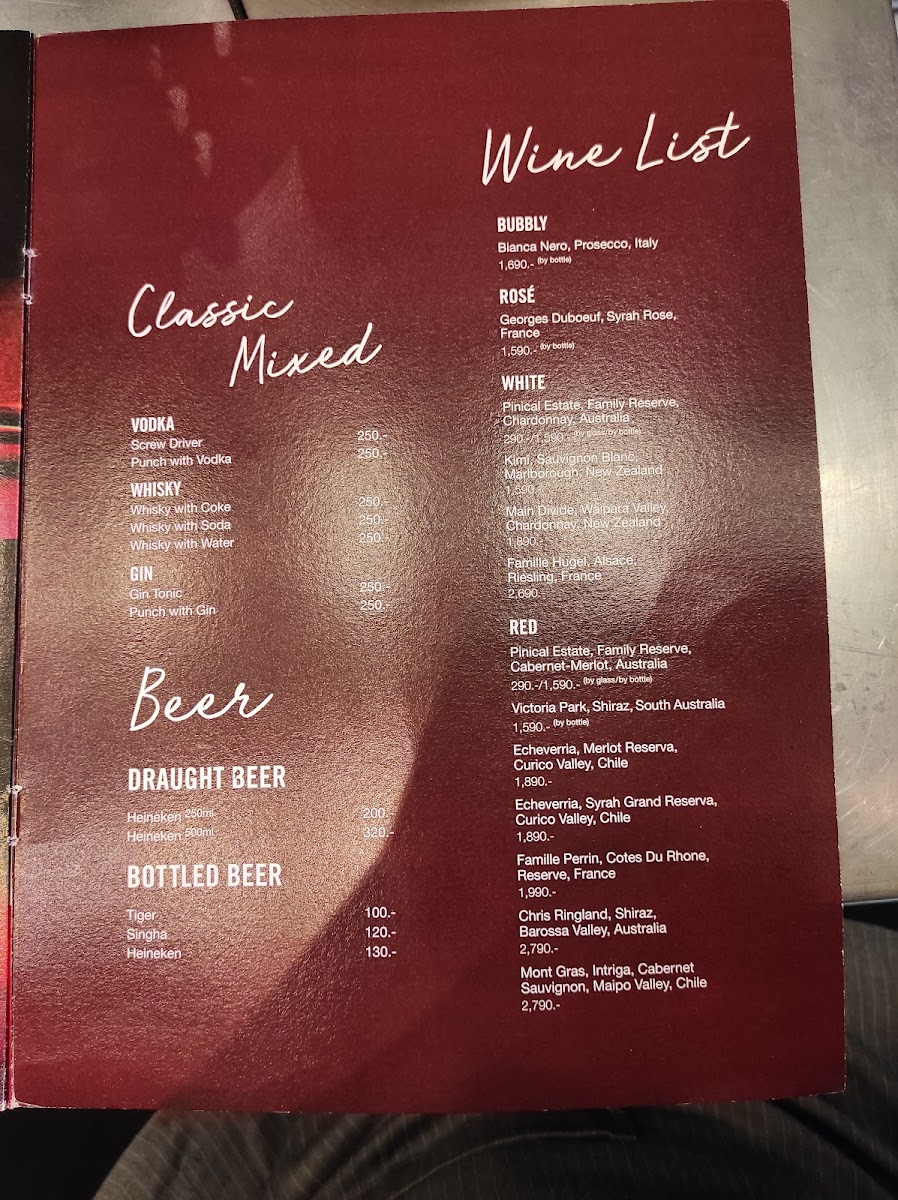 Classic
Mixed
VODKA
Screw Driver 250.-
Punch with Vodka 250.-
WHISKY
Whisky with Coke 250.-
Whisky with Soda 250.-
Whisky with Water 250.-
GIN
Gin Tonic 250.-
Punch with Gin 250.-
Beer
DRAUGHT BEER
Heineken 250ml. 200.-
Heineken 500ml. 320.-
BOTTLED BEER
Tiger 100.-
Singha 120.-
Heineken 130.-
Wine List
BUBBLY
Bianca Nero, Prosecco, Italy
1,690.- (by bottle)
ROSÉ
Georges Duboeuf, Syrah Rose,
France
1,590.- (by bottle)
WHITE
Pinical Estate, Family Reserve,
Chardonnay, Australia
290.-/1,590.- (by glass/by bottle)
Kimi, Sauvignon Blanc,
Marlborough, New Zealand
1,590.-
Main Divide, Waipara Valley,
Chardonnay, New Zealand
1,890.-
Famille Hugel, Alsace,
Riesling, France
2,690.-
RED
Pinical Estate, Family Reserve,
Cabernet-Merlot, Australia
290.-/1,590.- (by glass/by bottle)
Victoria Park, Shiraz, South Australia
1,590.- (by bottle)
Echeverria, Merlot Reserva,
Curico Valley, Chile
1,890.-
Echeverria, Syrah Grand Reserva,
Curico Valley, Chile
1,890.-
Famille Perrin, Cotes Du Rhone,
Reserve, France
1,990.-
Chris Ringland, Shiraz,
Barossa Valley, Australia
2,790.-
Mont Gras, Intriga, Cabernet
Sauvignon, Maipo Valley, Chile
2,790.-